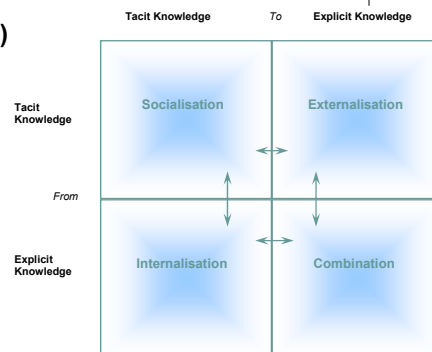 Tacit Knowledge To Explicit Knowledge
)
Tacit
Knowledge
Socialisation Externalisation
From
Explicit
Knowledge
Internalisation Combination